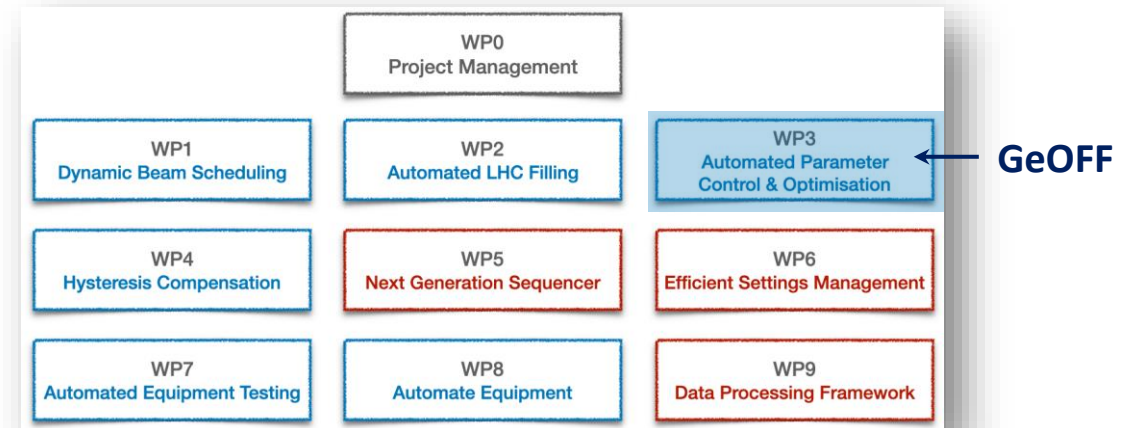 WP0
Project Management
WP1
Dynamic Beam Scheduling
WP2
Automated LHC Filling
WP3
Automated Parameter
Control & Optimisation
GeOFF
WP4
Hysteresis Compensation
WP5
Next Generation Sequencer
WP6
Efficient Settings Management
WP7
Automated Equipment Testing
WP8
Automate Equipment
WP9
Data Processing Framework